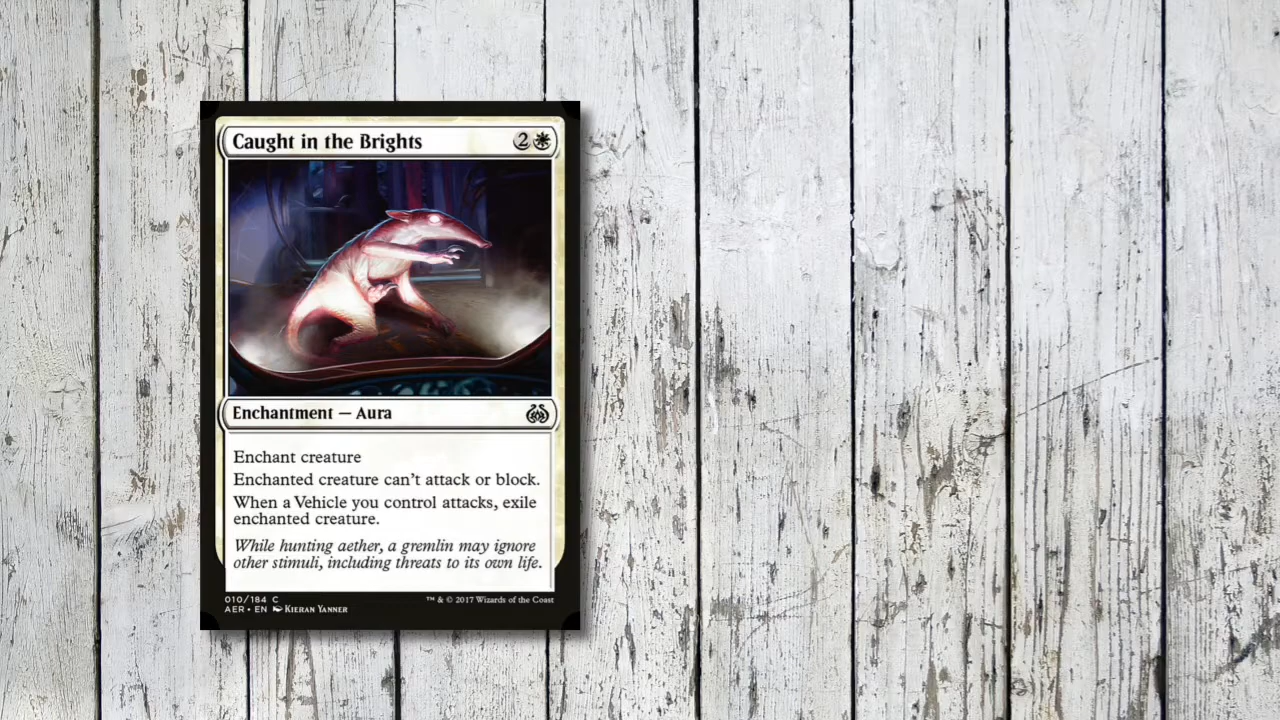 Caught in the Brights 2
Enchantment — Aura
Enchant creature
Enchanted creature can't attack or block.
When a Vehicle you control attacks, exile
enchanted creature.
While hunting aether, a gremlin may ignore
other stimuli, including threats to its own life.
010/184 C ™ & © 2017 Wizards of the Coast
AER • EN Kieran Yanner